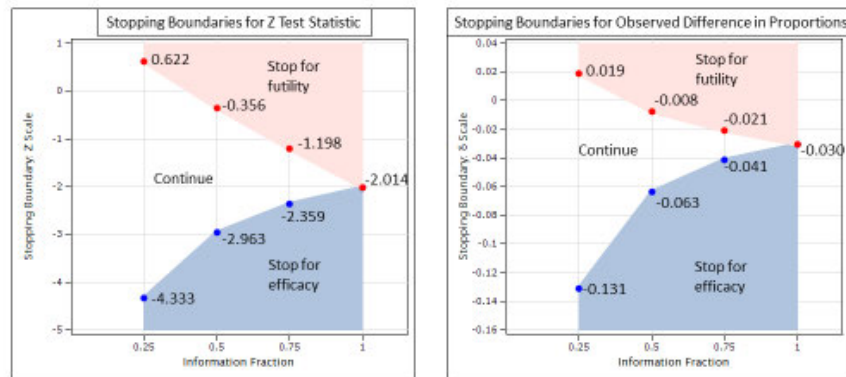 Stopping Boundaries for Z Test Statistic
Stopping Boundary: Z Scale
1
0
-1
-2
-3
-4
-5
0.622
-0.356
-1.198
-2.014
-2.359
-2.963
-4.333
Stop for
futility
Continue
Stop for
efficacy
0.25
0.5
0.75
1
Information Fraction
Stopping Boundaries for Observed Difference in Proportions
Stopping Boundary: δ Scale
0.04
0.02
0
-0.02
-0.04
-0.06
-0.08
-0.1
-0.12
-0.14
-0.16
0.019
-0.008
-0.021
-0.030
-0.041
-0.063
-0.131
Stop for
futility
Continue
Stop for
efficacy
0.25
0.5
0.75
1
Information Fraction